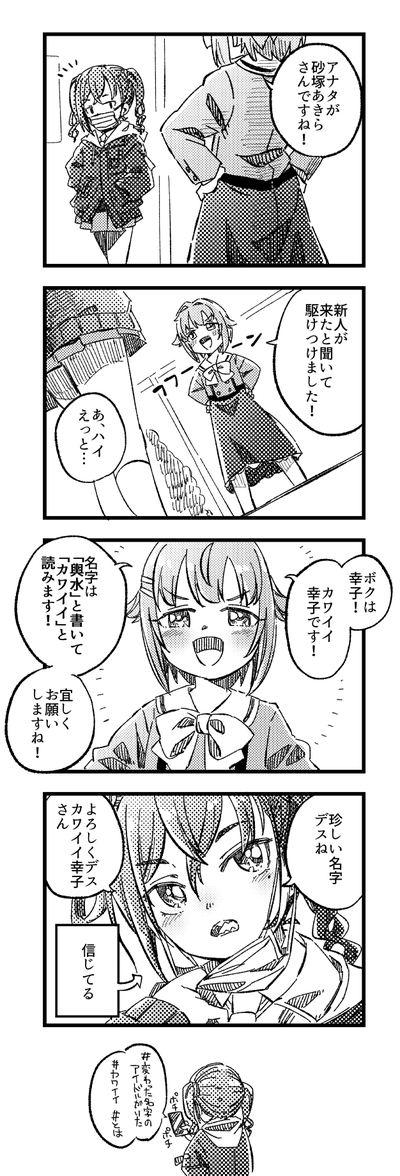 アナタが
砂塚あきら
さんですね！
新人が
来たと聞いて
駆けつけました！
フフーーン
あ、ハイ
えっと…
ボクは
幸子！
カワイイ
幸子です！
名字は
「輿水」と書いて
「カワイイ」と
読みます！
宜しく
お願い
しますね！
珍しい名字
デスね
よろしくデス
カワイイ幸子
さん
信じてる
#変わった名字の
アイドルがいた
#カワイイ #とは
ポチ
ポチ